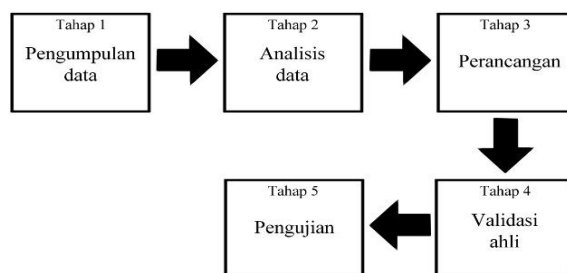 Tahap 1
Pengumpulan
data
Tahap 2
Analisis
data
Tahap 3
Perancangan
Tahap 4
Validasi
ahli
Tahap 5
Pengujian